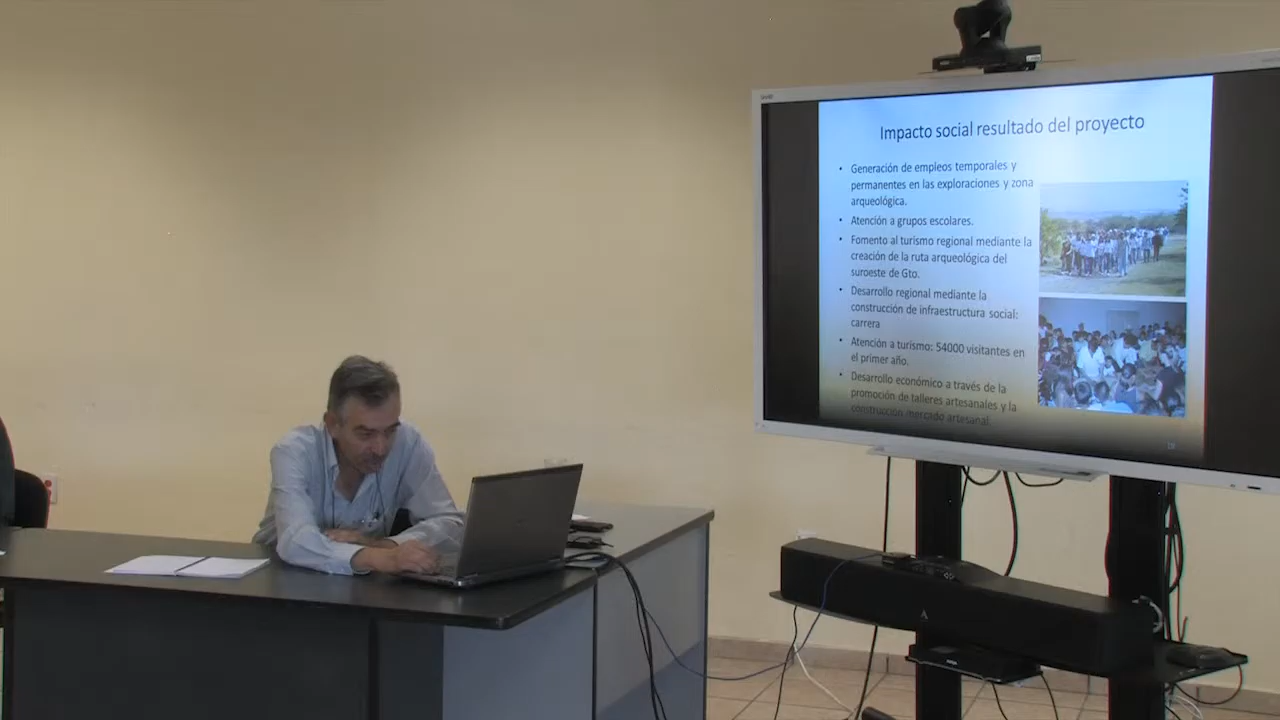 Impacto social resultado del proyecto
• Generación de empleos temporales y
permanentes en las exploraciones y zona
arqueológica.
• Atención a grupos escolares.
• Fomento al turismo regional mediante la
creación de la ruta arqueológica del
suroeste de Gto.
• Desarrollo regional mediante la
construcción de infraestructura social:
carrera
• Atención a turismo: 54000 visitantes en
el primer año.
• Desarrollo económico a través de la
promoción de talleres artesanales y la
construcción mercado artesanal